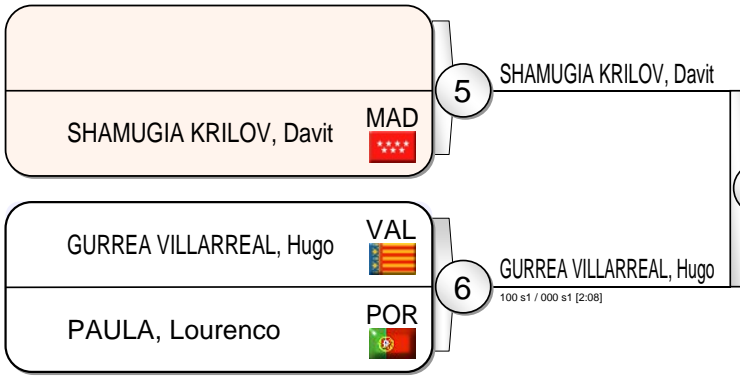 SHAMUGIA KRILOV, Davit MAD
5 SHAMUGIA KRILOV, Davit
GURREA VILLARREAL, Hugo VAL
PAULA, Lourenco POR
6 GURREA VILLARREAL, Hugo
100 s1 / 000 s1 [2:08]